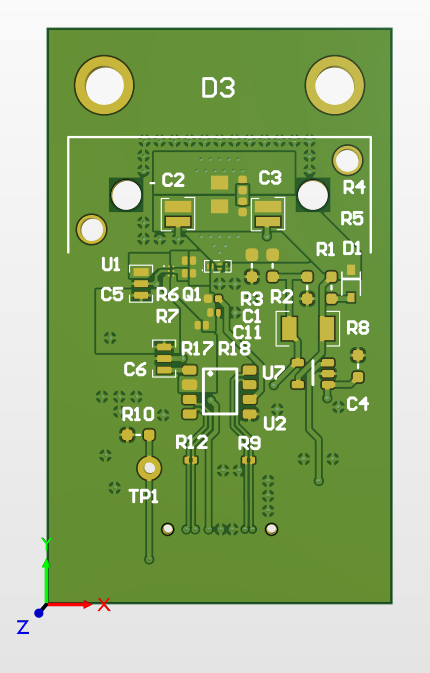 D3
C2 C3
R4
R5
R1 D1
U1
C5 R6 Q1 R3 R2
R7 C1
C11 R8
R17 R18
C6 U7
C4
R10 U2
R12 R9
TP1
Y
X
Z